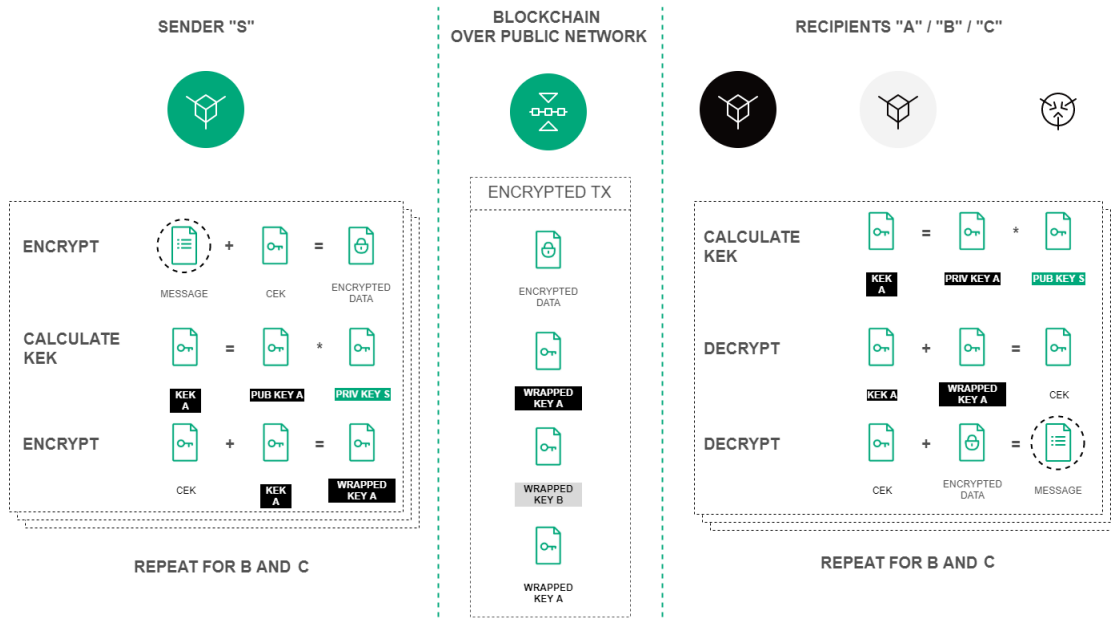 SENDER "S"
BLOCKCHAIN
OVER PUBLIC NETWORK
RECIPIENTS "A" / "B" / "C"
ENCRYPT
+
=
MESSAGE
CEK
ENCRYPTED
DATA
CALCULATE
KEK
=
*
KEK
A
PUB KEY A
PRIV KEY S
ENCRYPT
+
=
CEK
KEK
A
WRAPPED
KEY A
REPEAT FOR B AND C
ENCRYPTED TX
ENCRYPTED
DATA
WRAPPED
KEY A
WRAPPED
KEY B
WRAPPED
KEY A
CALCULATE
KEK
=
*
KEK
A
PRIV KEY A
PUB KEY S
DECRYPT
+
=
KEK A
WRAPPED
KEY A
CEK
DECRYPT
+
=
CEK
ENCRYPTED
DATA
MESSAGE
REPEAT FOR B AND C